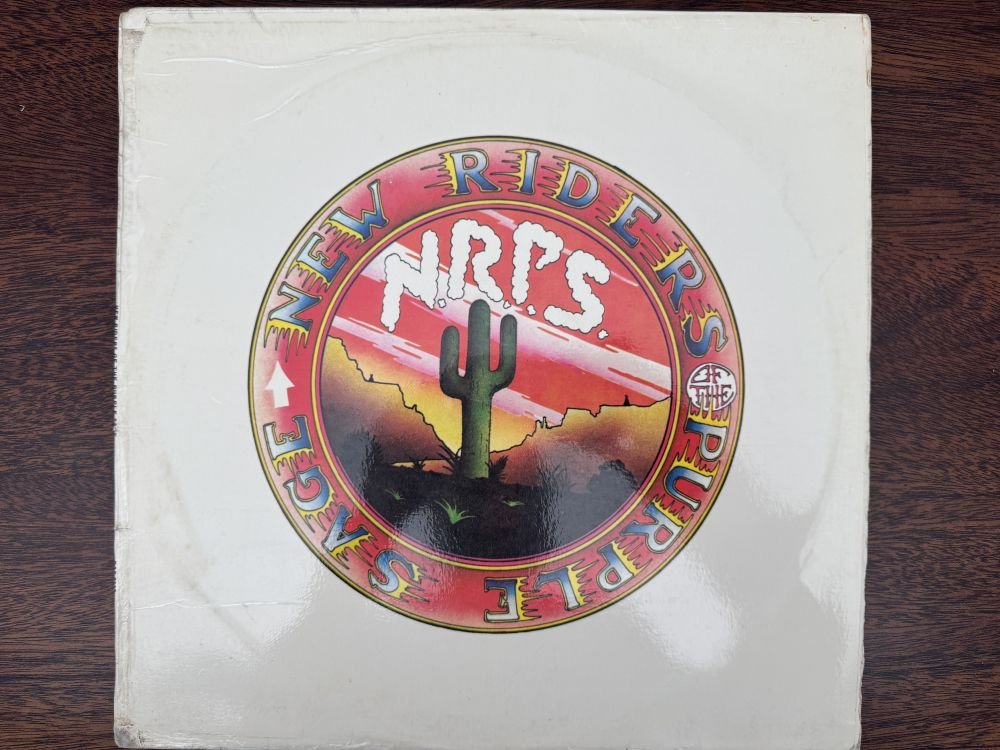 NEW RIDERS OF THE PURPLE SAGE
N.R.P.S.